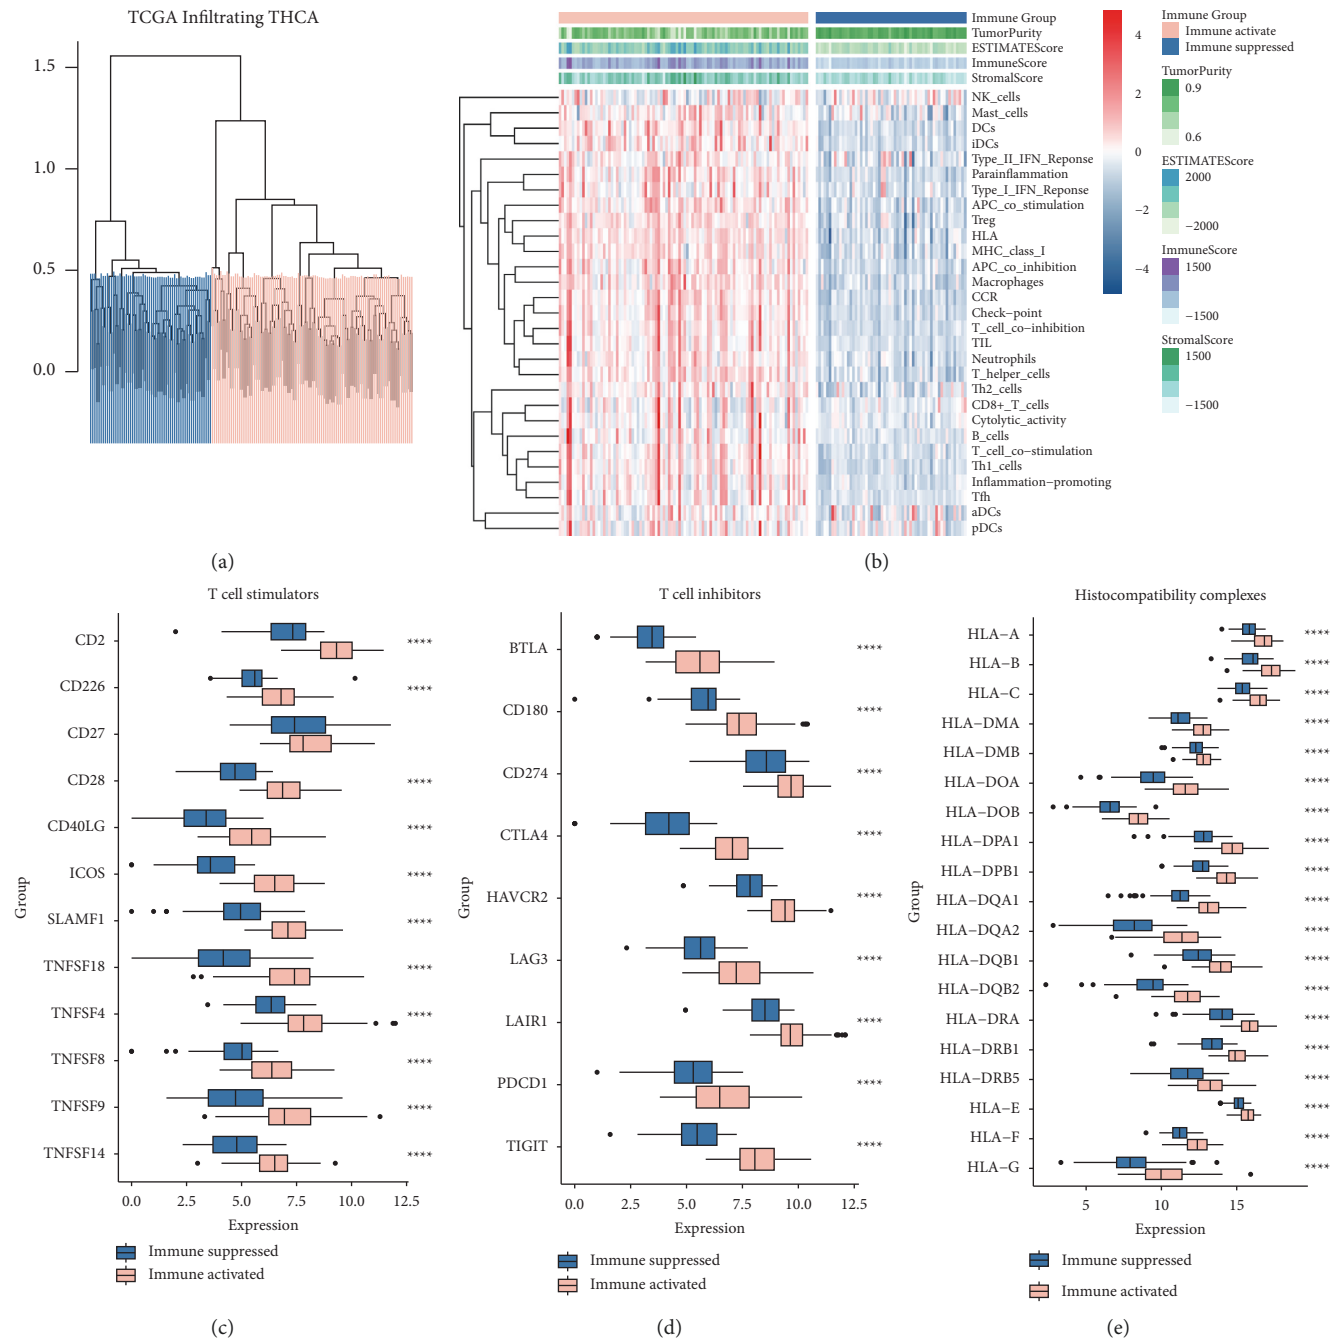 TCGA Infiltrating THCA
1.5
1.0
0.5
0.0
(a)
Immune Group
TumorPurity
ESTIMATEScore
ImmuneScore
StromalScore
NK_cells
Mast_cells
DCs
iDCs
Type_II_IFN_Reponse
Parainflammation
Type_I_IFN_Reponse
APC_co_stimulation
Treg
HLA
MHC_class_I
APC_co_inhibition
Macrophages
CCR
Check−point
T_cell_co−inhibition
TIL
Neutrophils
T_helper_cells
Th2_cells
CD8+_T_cells
Cytolytic_activity
B_cells
T_cell_co−stimulation
Th1_cells
Inflammation−promoting
Tfh
aDCs
pDCs
4
2
0
−2
−4
Immune Group
Immune activate
Immune suppressed
TumorPurity
0.9
0.6
ESTIMATEScore
2000
−2000
ImmuneScore
1500
−1500
StromalScore
1500
−1500
(b)
T cell stimulators
Group
CD2 ****
CD226 ****
CD27
CD28 ****
CD40LG ****
ICOS ****
SLAMF1 ****
TNFSF18 ****
TNFSF4 ****
TNFSF8 ****
TNFSF9 ****
TNFSF14 ****
0.0 2.5 5.0 7.5 10.0 12.5
Expression
Immune suppressed
Immune activated
(c)
T cell inhibitors
Group
BTLA ****
CD180 ****
CD274 ****
CTLA4 ****
HAVCR2 ****
LAG3 ****
LAIR1 ****
PDCD1 ****
TIGIT ****
0.0 2.5 5.0 7.5 10.0 12.5
Expression
Immune suppressed
Immune activated
(d)
Histocompatibility complexes
Group
HLA−A ****
HLA−B ****
HLA−C ****
HLA−DMA ****
HLA−DMB ****
HLA−DOA ****
HLA−DOB ****
HLA−DPA1 ****
HLA−DPB1 ****
HLA−DQA1 ****
HLA−DQA2 ****
HLA−DQB1 ****
HLA−DQB2 ****
HLA−DRA ****
HLA−DRB1 ****
HLA−DRB5 ****
HLA−E ****
HLA−F ****
HLA−G ****
5 10 15
Expression
Immune suppressed
Immune activated
(e)